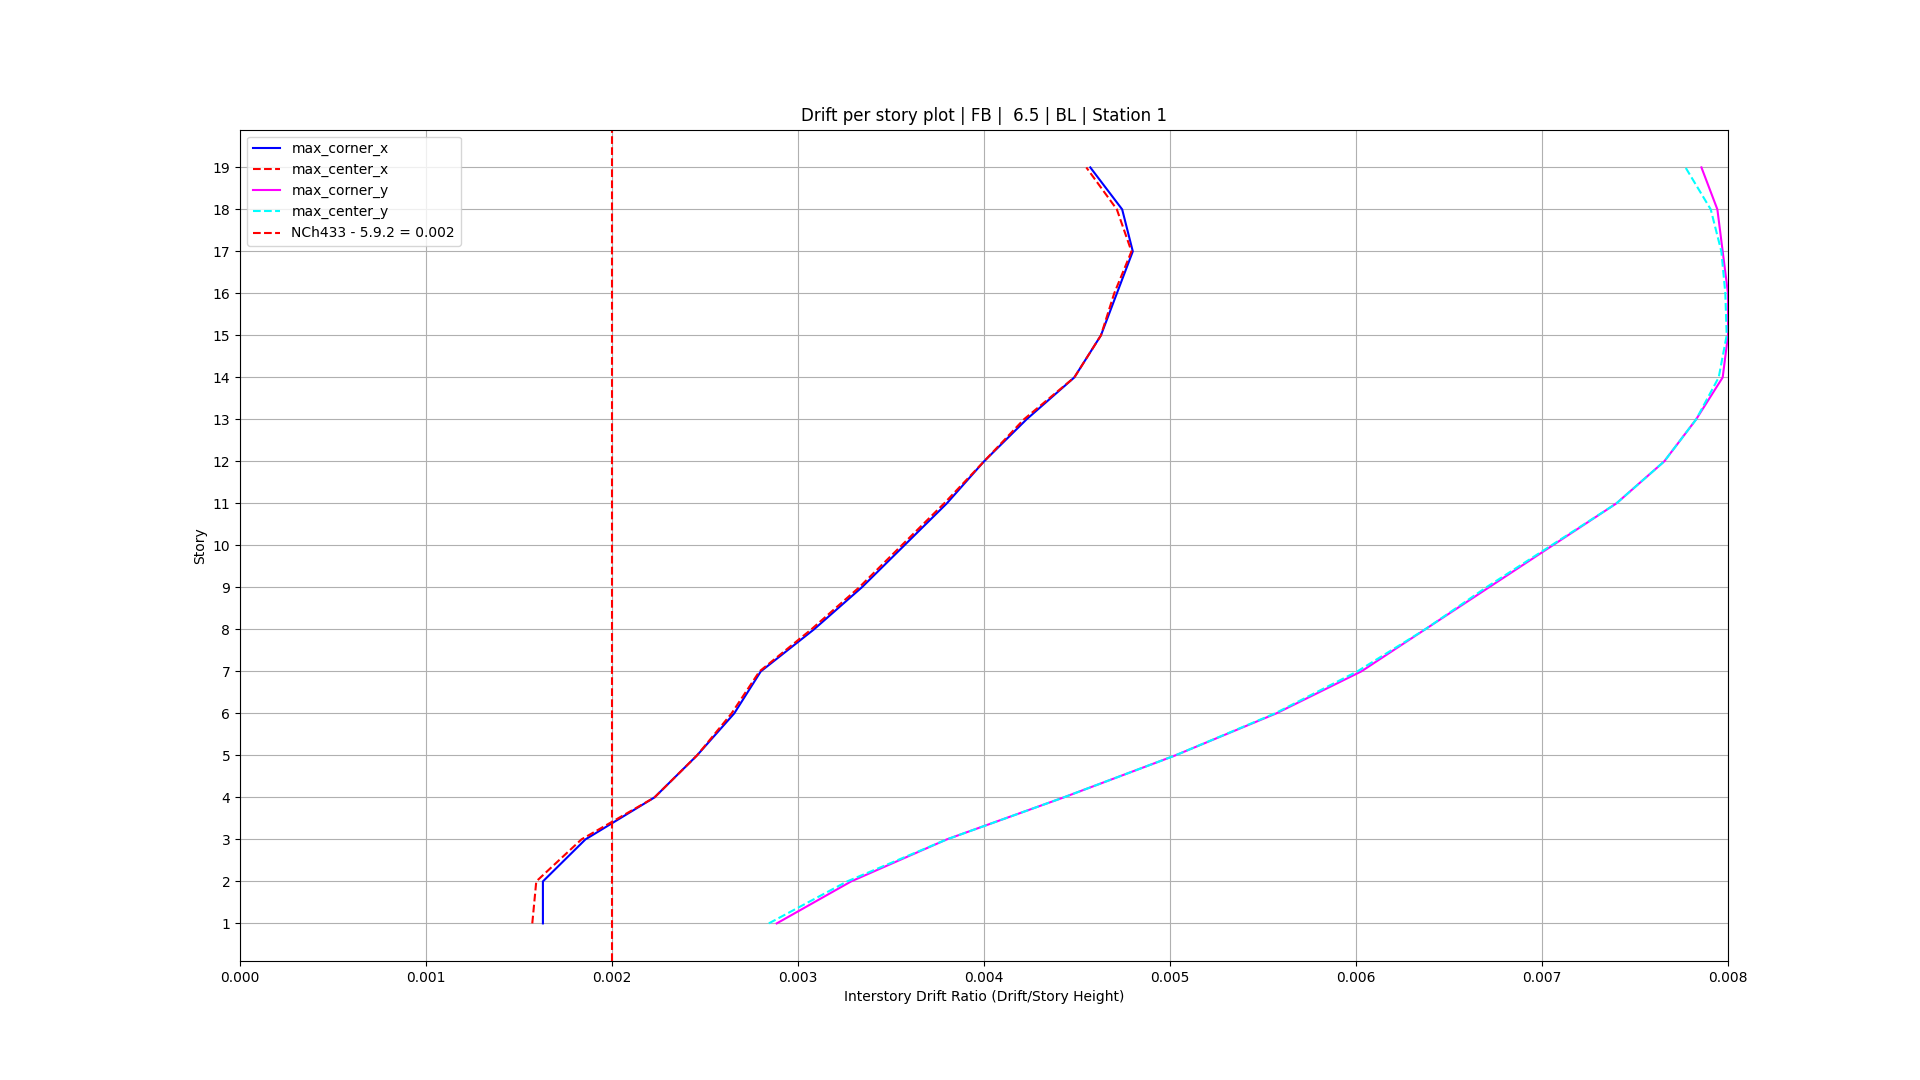 Drift per story plot | FB |  6.5 | BL | Station 1
max_corner_x
max_center_x
max_corner_y
max_center_y
NCh433 - 5.9.2 = 0.002
19
18
17
16
15
14
13
12
11
10
9
8
7
6
5
4
3
2
1
Story
0.000 0.001 0.002 0.003 0.004 0.005 0.006 0.007 0.008
Interstory Drift Ratio (Drift/Story Height)